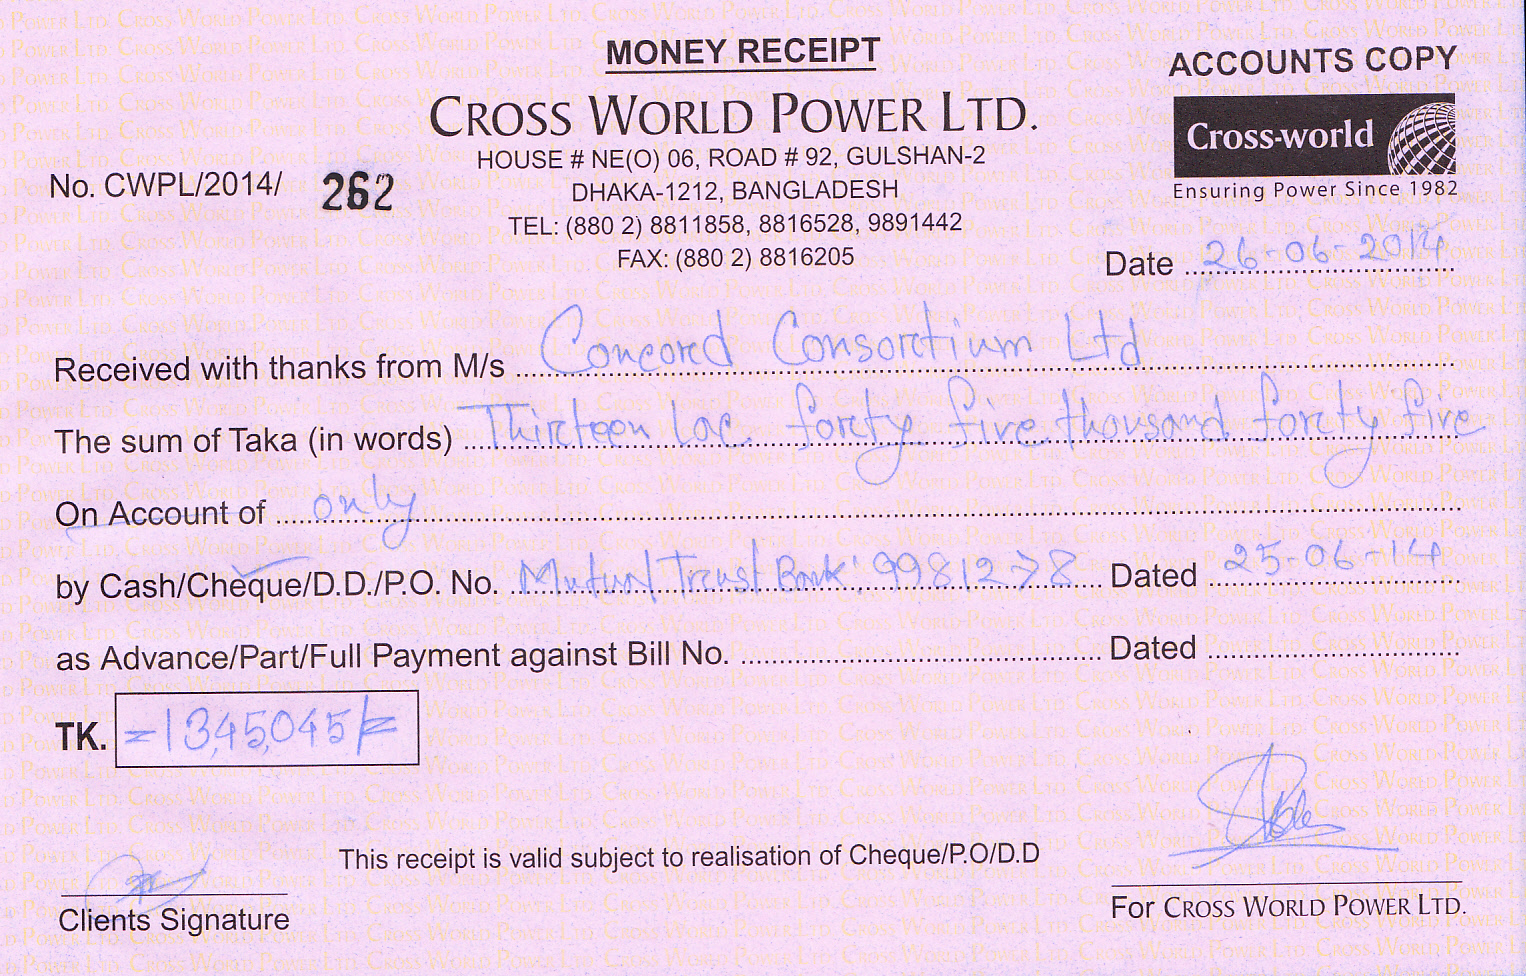 MONEY RECEIPT
ACCOUNTS COPY
CROSS WORLD POWER LTD.
Cross-world
Ensuring Power Since 1982
HOUSE # NE(O) 06, ROAD # 92, GULSHAN-2
DHAKA-1212, BANGLADESH
TEL: (880 2) 8811858, 8816528, 9891442
FAX: (880 2) 8816205
No. CWPL/2014/ 262
Date 26-06-2014
Received with thanks from M/s Concord Consortium Ltd
The sum of Taka (in words) Thirteen lac forty five thousand forty five
On Account of only
by Cash/Cheque/D.D./P.O. No. Mutual Trust Bank: 9981278 Dated 25-06-14
as Advance/Part/Full Payment against Bill No. Dated
TK. =1345,045/=
This receipt is valid subject to realisation of Cheque/P.O/D.D
Clients Signature
For CROSS WORLD POWER LTD.